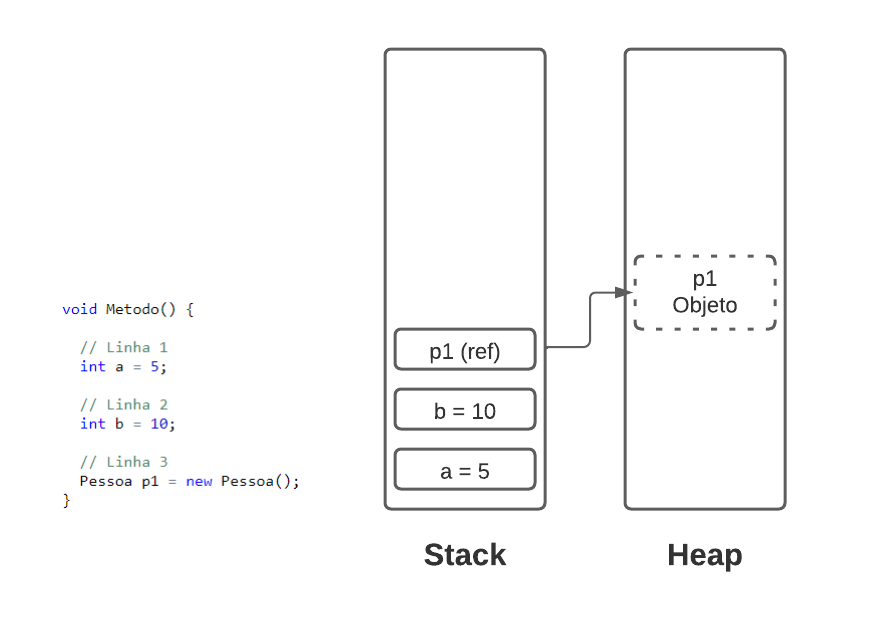 void Metodo() {
// Linha 1
int a = 5;
// Linha 2
int b = 10;
// Linha 3
Pessoa p1 = new Pessoa();
}
p1 (ref)
b = 10
a = 5
Stack
p1
Objeto
Heap